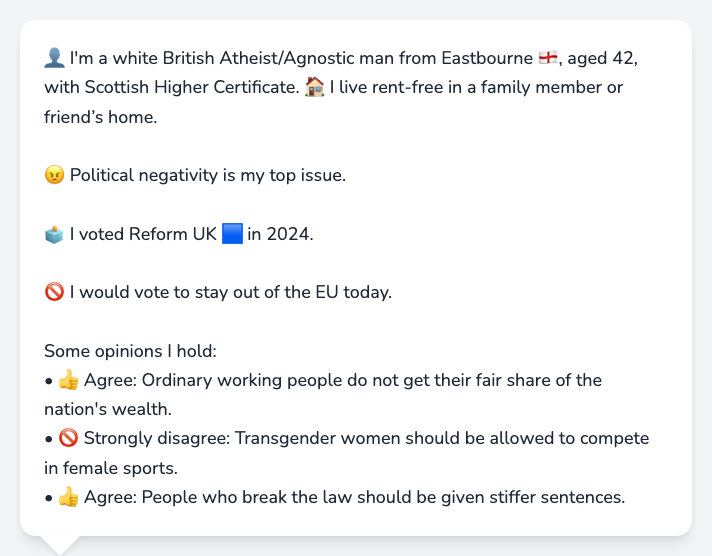 👤 I'm a white British Atheist/Agnostic man from Eastbourne 🏴󠁧󠁢󠁥󠁮󠁧󠁿, aged 42,
with Scottish Higher Certificate. 🏠 I live rent-free in a family member or
friend’s home.
😠 Political negativity is my top issue.
🗳️ I voted Reform UK 🟦 in 2024.
🚫 I would vote to stay out of the EU today.
Some opinions I hold:
• 👍 Agree: Ordinary working people do not get their fair share of the
nation's wealth.
• 🚫 Strongly disagree: Transgender women should be allowed to compete
in female sports.
• 👍 Agree: People who break the law should be given stiffer sentences.